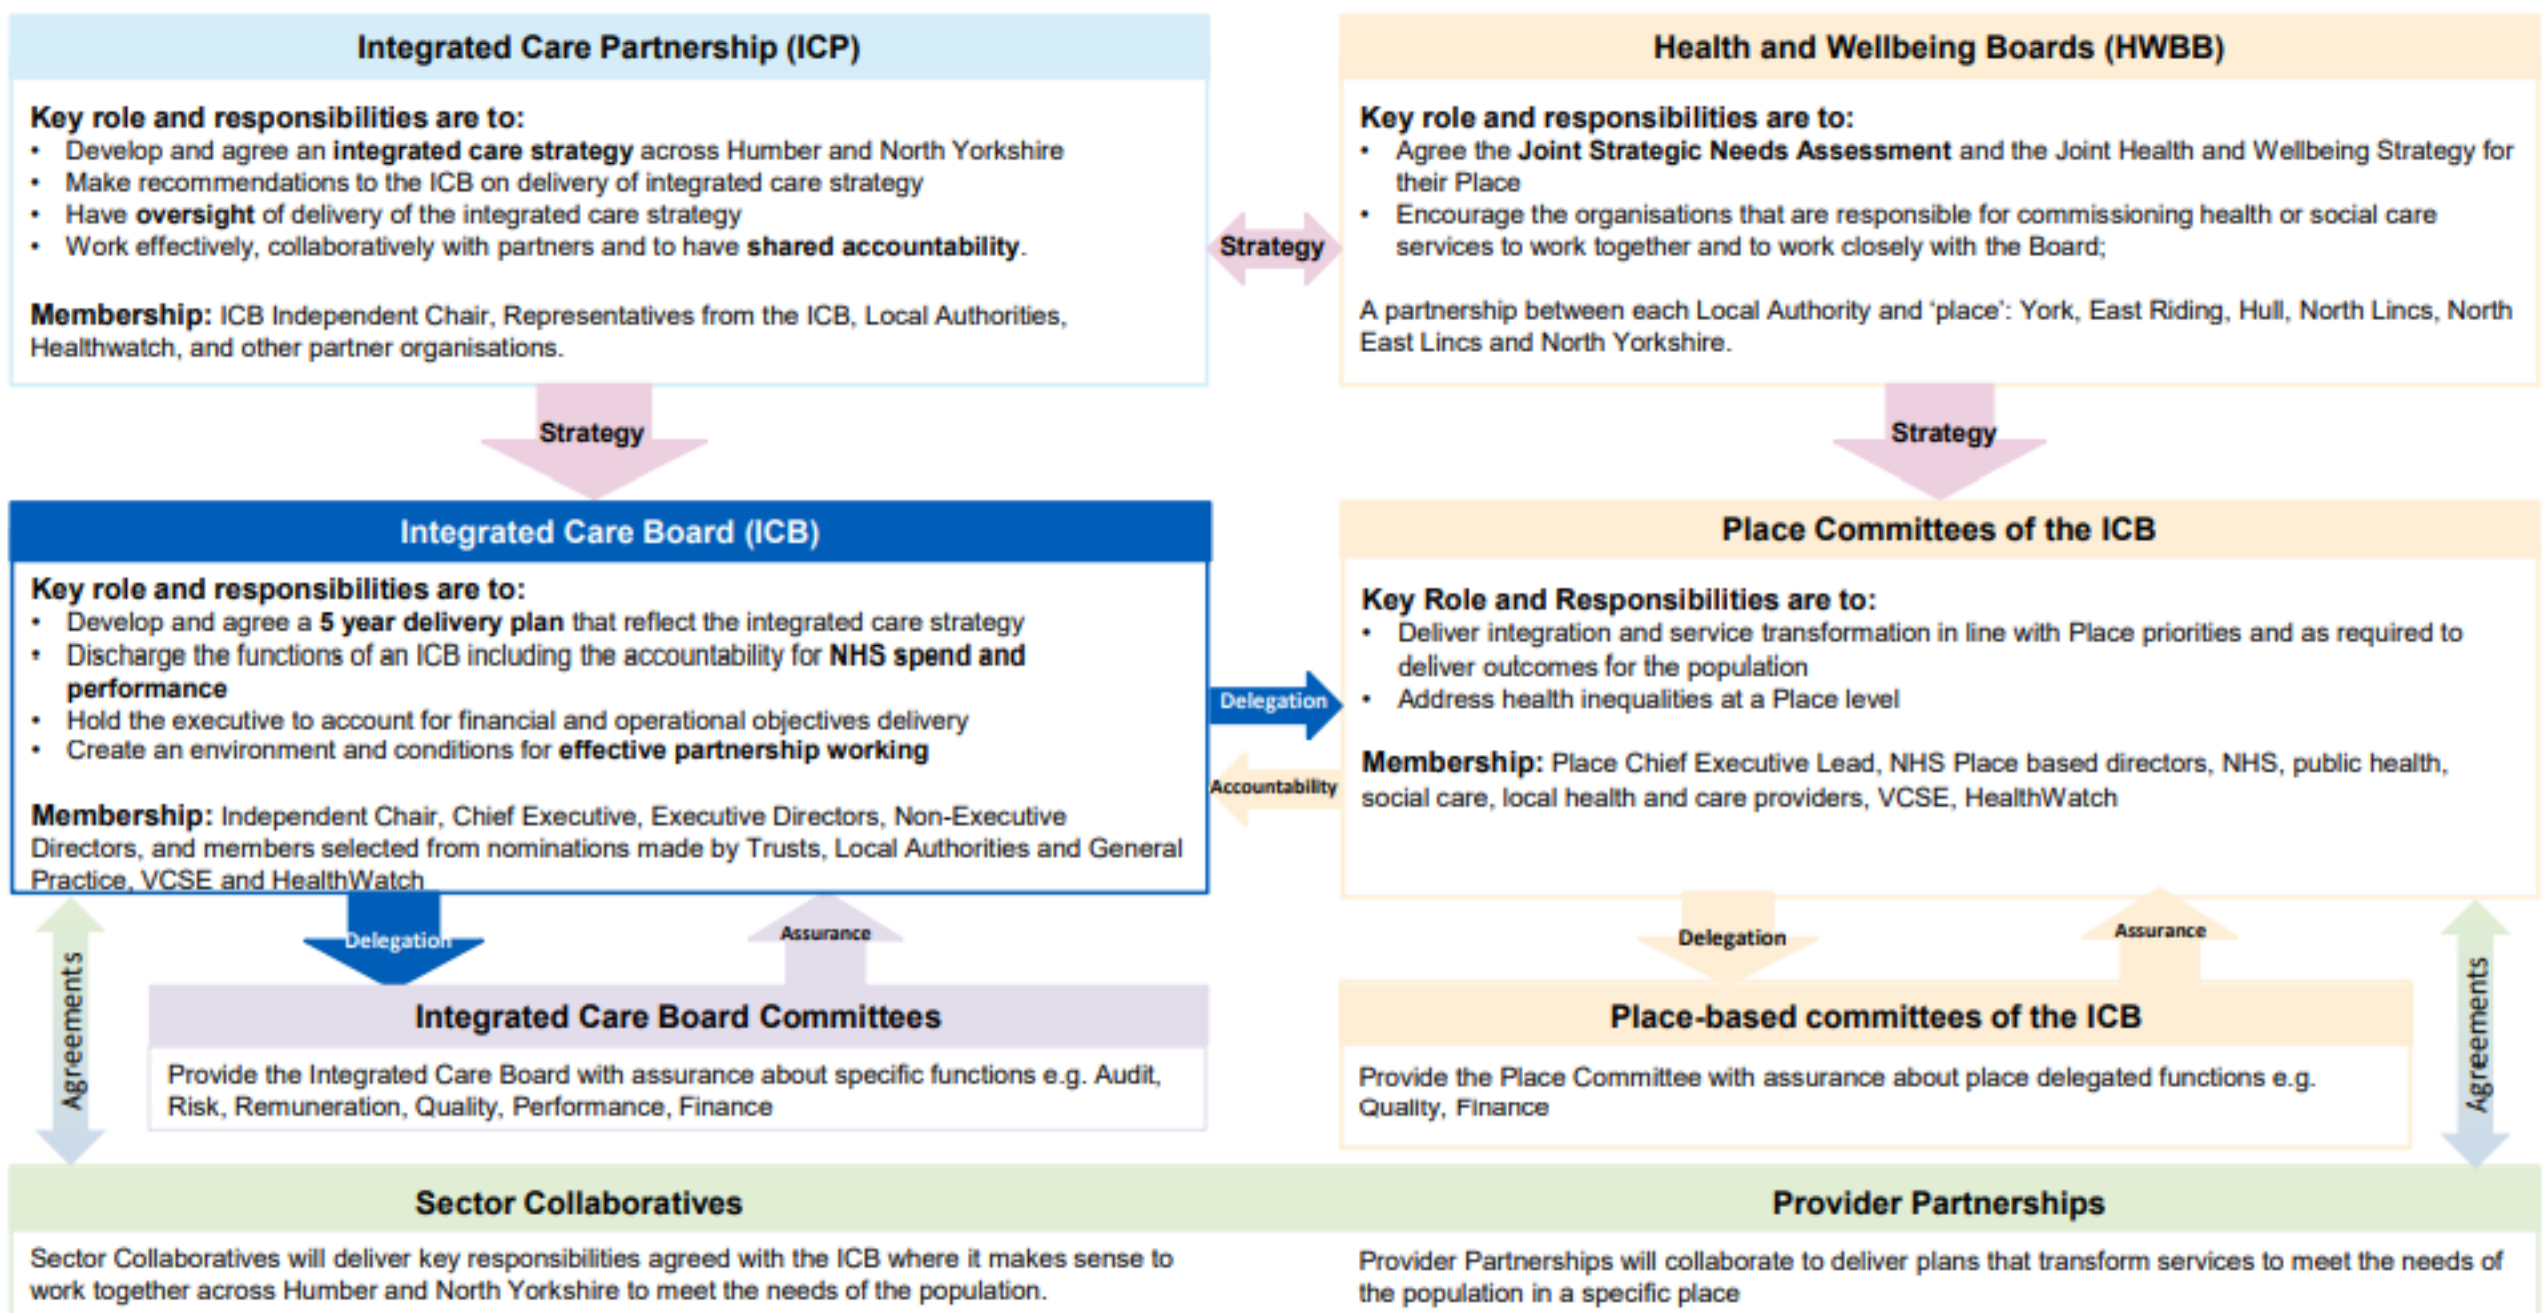 Integrated Care Partnership (ICP)
Key role and responsibilities are to:
• Develop and agree an integrated care strategy across Humber and North Yorkshire
• Make recommendations to the ICB on delivery of integrated care strategy
• Have oversight of delivery of the integrated care strategy
• Work effectively, collaboratively with partners and to have shared accountability.
Membership: ICB Independent Chair, Representatives from the ICB, Local Authorities,
Healthwatch, and other partner organisations.
Strategy
Health and Wellbeing Boards (HWBB)
Key role and responsibilities are to:
• Agree the Joint Strategic Needs Assessment and the Joint Health and Wellbeing Strategy for
their Place
• Encourage the organisations that are responsible for commissioning health or social care
services to work together and to work closely with the Board;
A partnership between each Local Authority and ‘place’: York, East Riding, Hull, North Lincs, North
East Lincs and North Yorkshire.
Strategy
Strategy
Integrated Care Board (ICB)
Key role and responsibilities are to:
• Develop and agree a 5 year delivery plan that reflect the integrated care strategy
• Discharge the functions of an ICB including the accountability for NHS spend and
performance
• Hold the executive to account for financial and operational objectives delivery
• Create an environment and conditions for effective partnership working
Membership: Independent Chair, Chief Executive, Executive Directors, Non-Executive
Directors, and members selected from nominations made by Trusts, Local Authorities and General
Practice, VCSE and HealthWatch
Delegation
Accountability
Place Committees of the ICB
Key Role and Responsibilities are to:
• Deliver integration and service transformation in line with Place priorities and as required to
deliver outcomes for the population
• Address health inequalities at a Place level
Membership: Place Chief Executive Lead, NHS Place based directors, NHS, public health,
social care, local health and care providers, VCSE, HealthWatch
Agreements
Delegation
Assurance
Delegation
Assurance
Agreements
Integrated Care Board Committees
Provide the Integrated Care Board with assurance about specific functions e.g. Audit,
Risk, Remuneration, Quality, Performance, Finance
Place-based committees of the ICB
Provide the Place Committee with assurance about place delegated functions e.g.
Quality, Finance
Sector Collaboratives
Sector Collaboratives will deliver key responsibilities agreed with the ICB where it makes sense to
work together across Humber and North Yorkshire to meet the needs of the population.
Provider Partnerships
Provider Partnerships will collaborate to deliver plans that transform services to meet the needs of
the population in a specific place